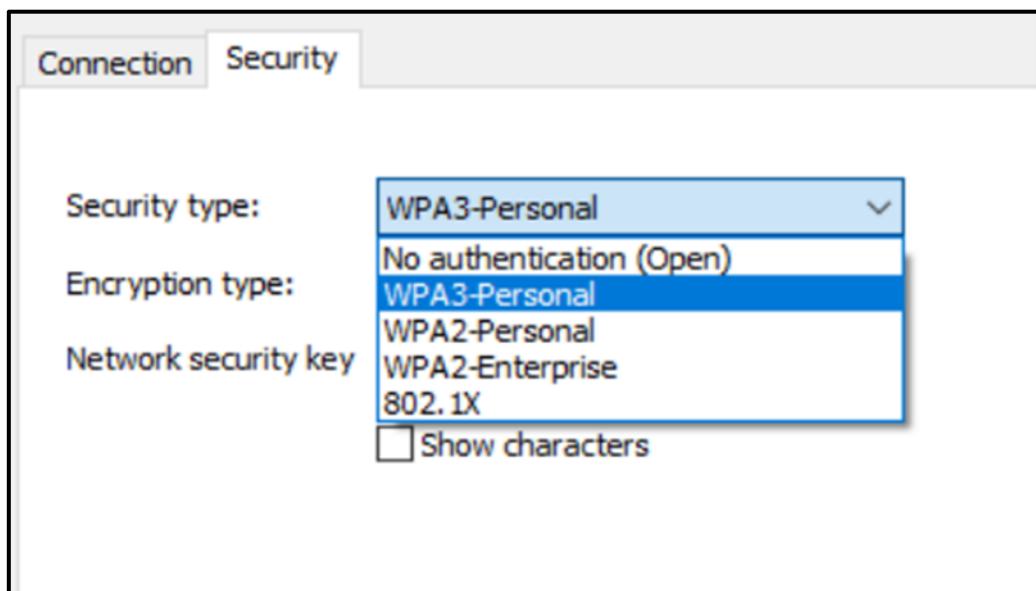 Connection Security
Security type: WPA3-Personal
No authentication (Open)
Encryption type:
WPA3-Personal
WPA2-Personal
Network security key
WPA2-Enterprise
802.1X
Show characters